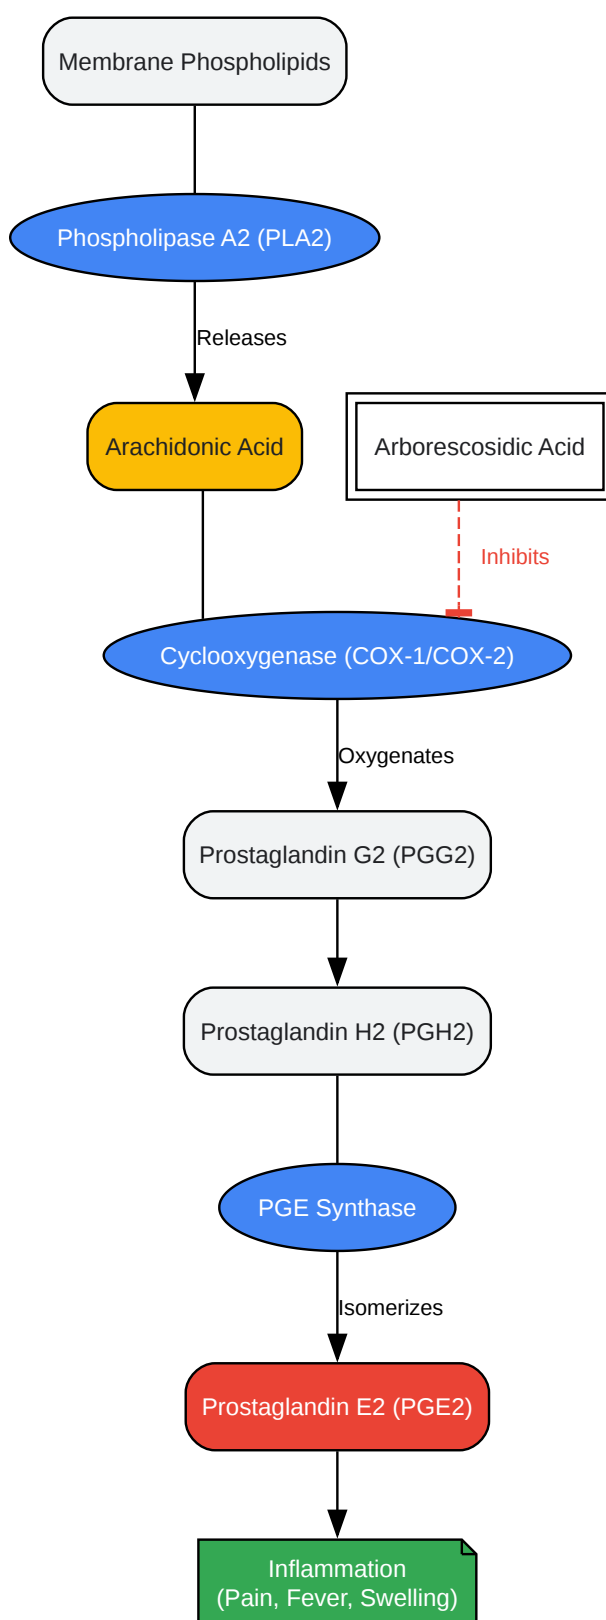 Membrane Phospholipids
Phospholipase A2 (PLA2)
Releases
Arachidonic Acid
Arborescosidic Acid
Inhibits
Cyclooxygenase (COX-1/COX-2)
Oxygenates
Prostaglandin G2 (PGG2)
Prostaglandin H2 (PGH2)
PGE Synthase
Isomerizes
Prostaglandin E2 (PGE2)
Inflammation
(Pain, Fever, Swelling)